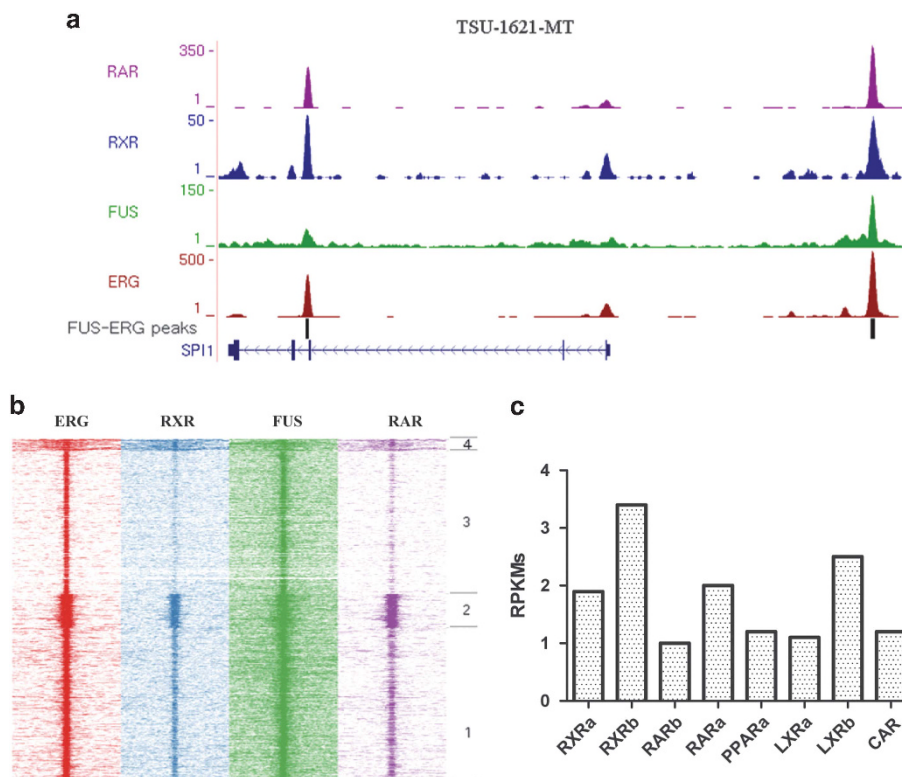 a
TSU-1621-MT
RAR
350 -
1
RXR
50 -
1
FUS
150 -
1
ERG
500 -
1
FUS-ERG peaks
SPI1
b
ERG RXR FUS RAR
4
3
2
1
c
RPKMs
4
3
2
1
0
RXRa RXRb RARb RARa PPARa LXRa LXRb CAR